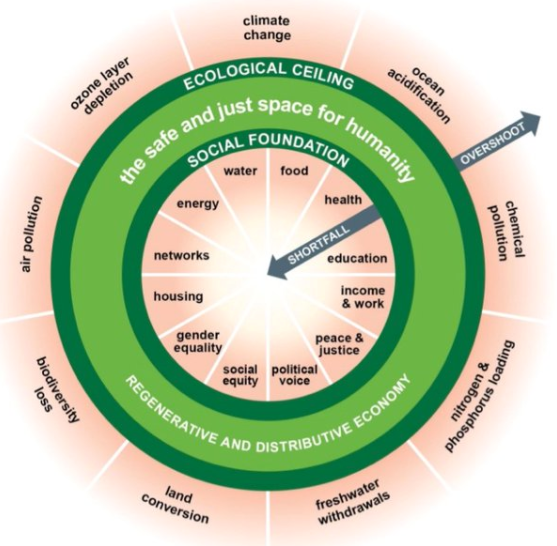 climate
change
ocean
acidification
chemical
pollution
nitrogen &
phosphorus loading
freshwater
withdrawals
land
conversion
biodiversity
loss
air pollution
ozone layer
depletion
ECOLOGICAL CEILING
the safe and just space for humanity
SOCIAL FOUNDATION
OVERSHOOT
SHORTFALL
water
food
health
education
income
& work
peace &
justice
political
voice
social
equity
gender
equality
housing
networks
energy
REGENERATIVE AND DISTRIBUTIVE ECONOMY